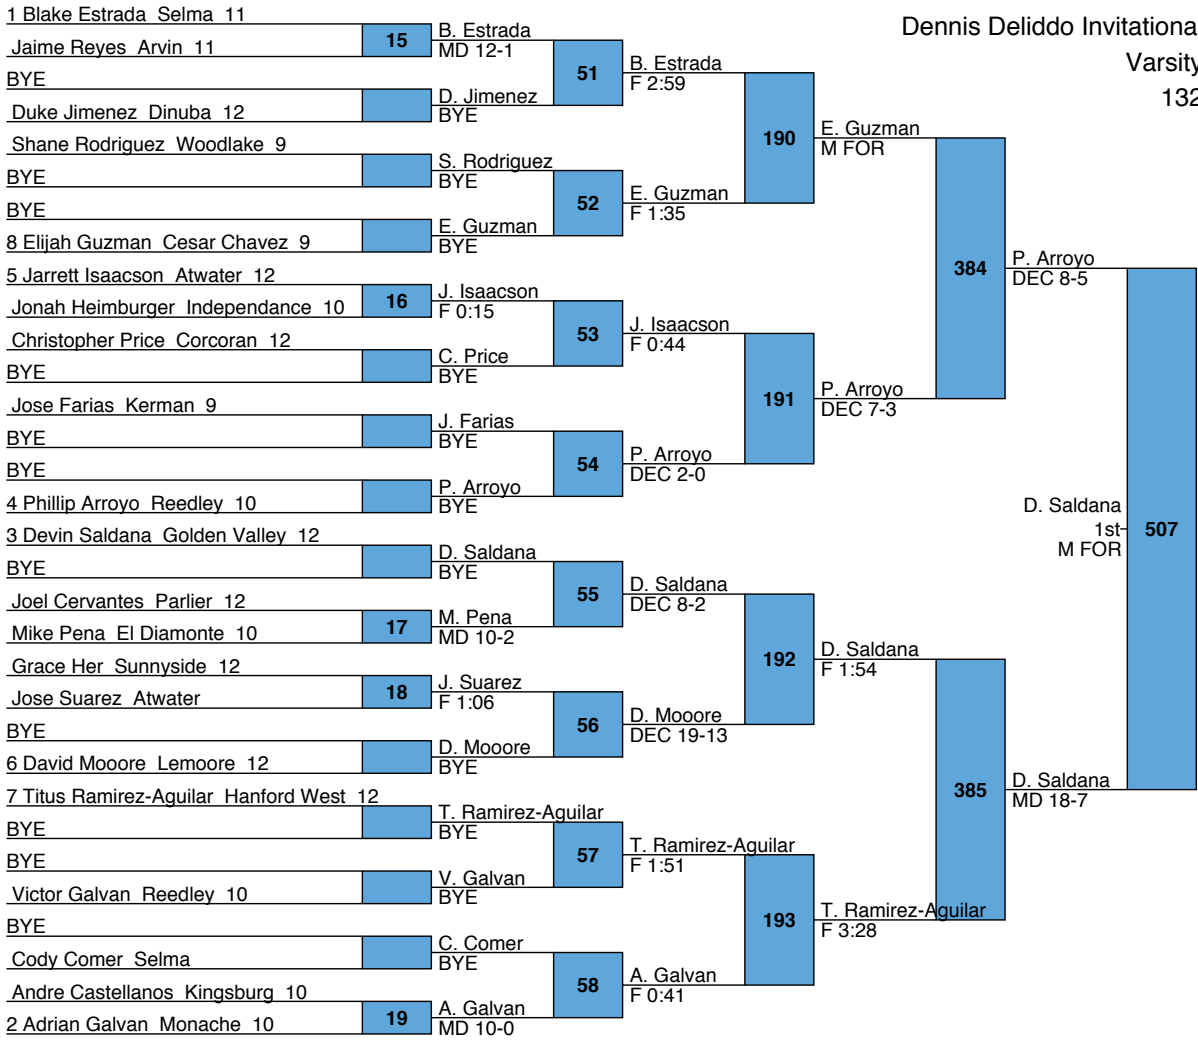 Dennis Deliddo Invitational
Varsity
132
1 Blake Estrada Selma 11
Jaime Reyes Arvin 11
BYE
Duke Jimenez Dinuba 12
Shane Rodriguez Woodlake 9
BYE
BYE
8 Elijah Guzman Cesar Chavez 9
5 Jarrett Isaacson Atwater 12
Jonah Heimburger Independance 10
Christopher Price Corcoran 12
BYE
Jose Farias Kerman 9
BYE
BYE
4 Phillip Arroyo Reedley 10
3 Devin Saldana Golden Valley 12
BYE
Joel Cervantes Parlier 12
Mike Pena El Diamonte 10
Grace Her Sunnyside 12
Jose Suarez Atwater
BYE
6 David Mooore Lemoore 12
7 Titus Ramirez-Aguilar Hanford West 12
BYE
BYE
Victor Galvan Reedley 10
BYE
Cody Comer Selma
Andre Castellanos Kingsburg 10
2 Adrian Galvan Monache 10
15
16
17
18
19
B. Estrada
MD 12-1
D. Jimenez
BYE
S. Rodriguez
BYE
E. Guzman
BYE
J. Isaacson
F 0:15
C. Price
BYE
J. Farias
BYE
P. Arroyo
BYE
D. Saldana
BYE
M. Pena
MD 10-2
J. Suarez
F 1:06
D. Mooore
BYE
T. Ramirez-Aguilar
BYE
V. Galvan
BYE
C. Comer
BYE
A. Galvan
MD 10-0
51
52
53
54
55
56
57
58
B. Estrada
F 2:59
E. Guzman
F 1:35
J. Isaacson
F 0:44
P. Arroyo
DEC 2-0
D. Saldana
DEC 8-2
D. Mooore
DEC 19-13
T. Ramirez-Aguilar
F 1:51
A. Galvan
F 0:41
190
191
192
193
E. Guzman
M FOR
P. Arroyo
DEC 7-3
D. Saldana
F 1:54
T. Ramirez-Aguilar
F 3:28
384
385
P. Arroyo
DEC 8-5
D. Saldana
MD 18-7
507
D. Saldana
1st
M FOR